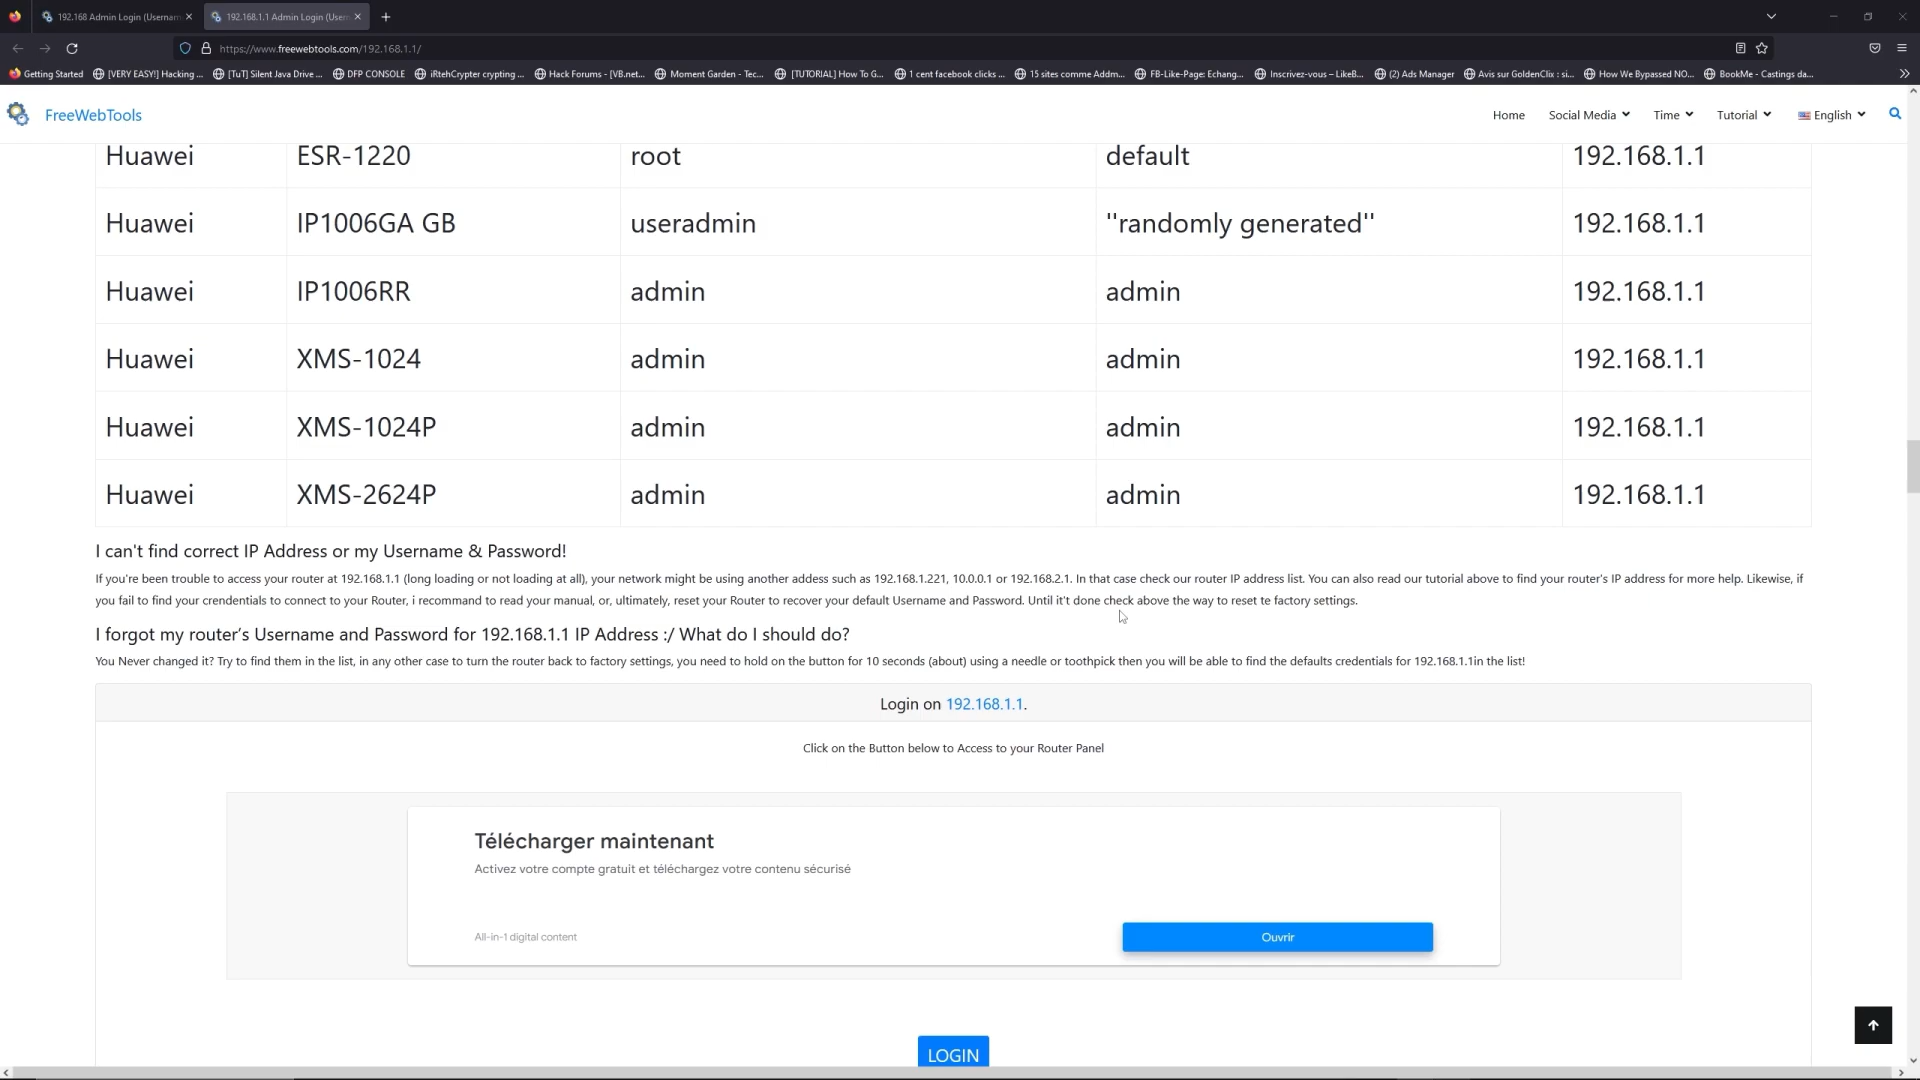 192.168 Admin Login (Usernam
192.168.1.1 Admin Login (User
https://www.freewebtools.com/192.168.1.1/
Getting Started
[VERY EASY!] Hacking ...
[TuT] Silent Java Drive ...
DFP CONSOLE
iRtehCrypter crypting ...
Hack Forums - [VB.net...
Moment Garden - Tec...
[TUTORIAL] How To G...
1 cent facebook clicks ...
15 sites comme Addm...
FB-Like-Page: Echang...
Inscrivez-vous – LikeB...
(2) Ads Manager
Avis sur GoldenClix : si...
How We Bypassed NO...
BookMe - Castings da...
FreeWebTools
Home
Social Media
Time
Tutorial
English
Huawei ESR-1220 root default 192.168.1.1
Huawei IP1006GA GB useradmin ''randomly generated'' 192.168.1.1
Huawei IP1006RR admin admin 192.168.1.1
Huawei XMS-1024 admin admin 192.168.1.1
Huawei XMS-1024P admin admin 192.168.1.1
Huawei XMS-2624P admin admin 192.168.1.1
I can't find correct IP Address or my Username & Password!
If you're been trouble to access your router at 192.168.1.1 (long loading or not loading at all), your network might be using another addess such as 192.168.1.221, 10.0.0.1 or 192.168.2.1. In that case check our router IP address list. You can also read our tutorial above to find your router's IP address for more help. Likewise, if
you fail to find your crendentials to connect to your Router, i recommand to read your manual, or, ultimately, reset your Router to recover your default Username and Password. Until it't done check above the way to reset te factory settings.
I forgot my router’s Username and Password for 192.168.1.1 IP Address :/ What do I should do?
You Never changed it? Try to find them in the list, in any other case to turn the router back to factory settings, you need to hold on the button for 10 seconds (about) using a needle or toothpick then you will be able to find the defaults credentials for 192.168.1.1in the list!
Login on 192.168.1.1.
Click on the Button below to Access to your Router Panel
Télécharger maintenant
Activez votre compte gratuit et téléchargez votre contenu sécurisé
All-in-1 digital content
Ouvrir
LOGIN